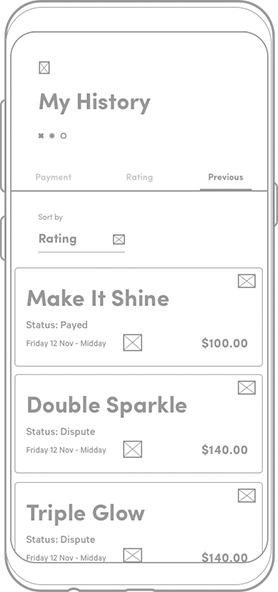 My History
Payment Rating Previous
Sort by
Rating
Make It Shine
Status: Payed
Friday 12 Nov - Midday $100.00
Double Sparkle
Status: Dispute
Friday 12 Nov - Midday $140.00
Triple Glow
Status: Dispute
Friday 12 Nov - Midday $140.00